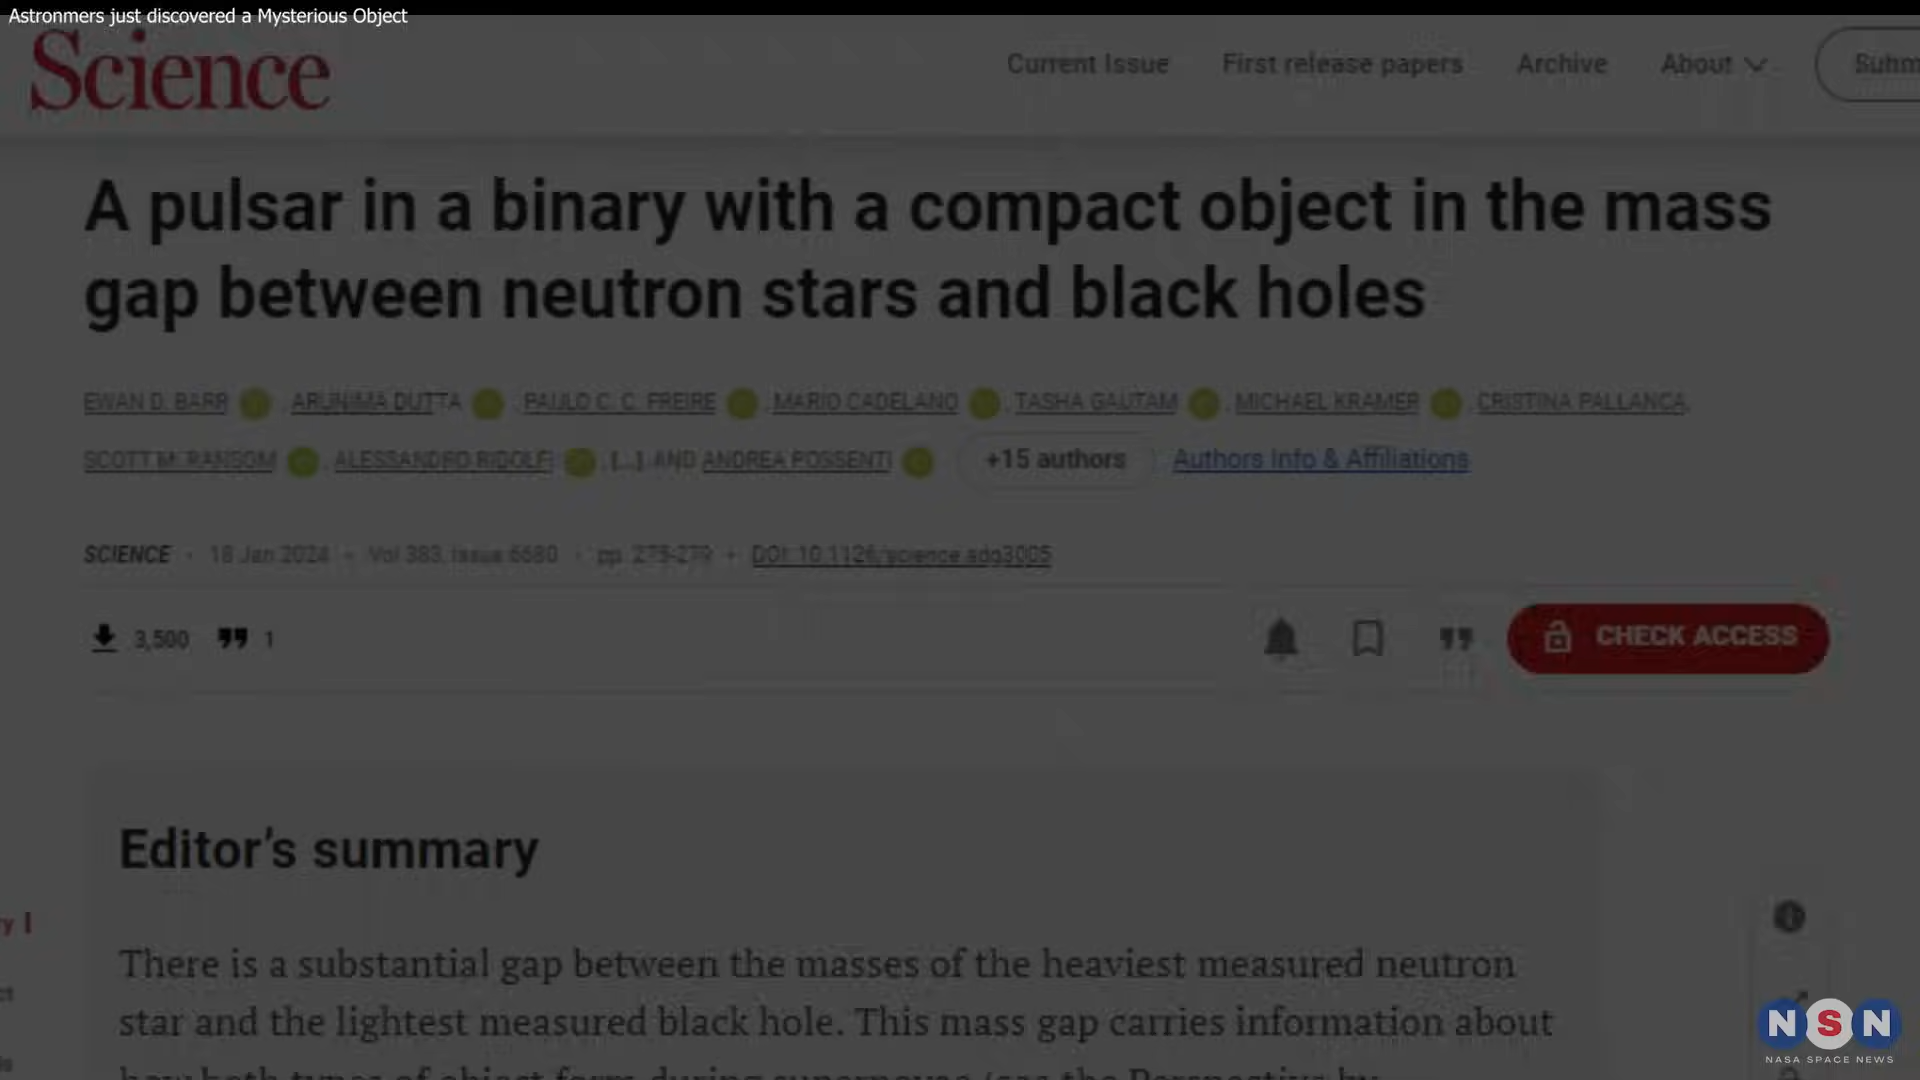 Astronmers just discovered a Mysterious Object
Science
Current Issue First release papers Archive About Subm
A pulsar in a binary with a compact object in the mass
gap between neutron stars and black holes
EWAN D. BARR, ARUNIMA DUTTA, PAULO C. C. FREIRE, MARIO CADELANO, TASHA GAUTAM, MICHAEL KRAMER, CRISTINA PALLANCA,
SCOTT M. RANSOM, ALESSANDRO RIDOLFI, [...] AND ANDREA POSSENTI +15 authors Authors Info & Affiliations
SCIENCE • 18 Jan 2024 • Vol 383, Issue 6680 • pp. 275-279 • DOI: 10.1126/science.adg3005
3,500 1
CHECK ACCESS
Editor's summary
There is a substantial gap between the masses of the heaviest measured neutron
star and the lightest measured black hole. This mass gap carries information about
NSN
NASA SPACE NEWS